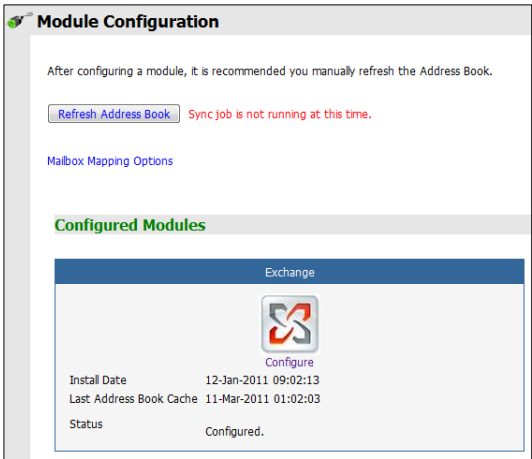 Module Configuration
After configuring a module, it is recommended you manually refresh the Address Book.
Refresh Address Book Sync job is not running at this time.
Mailbox Mapping Options
Configured Modules
Exchange
Configure
Install Date 12-Jan-2011 09:02:13
Last Address Book Cache 11-Mar-2011 01:02:03
Status Configured.